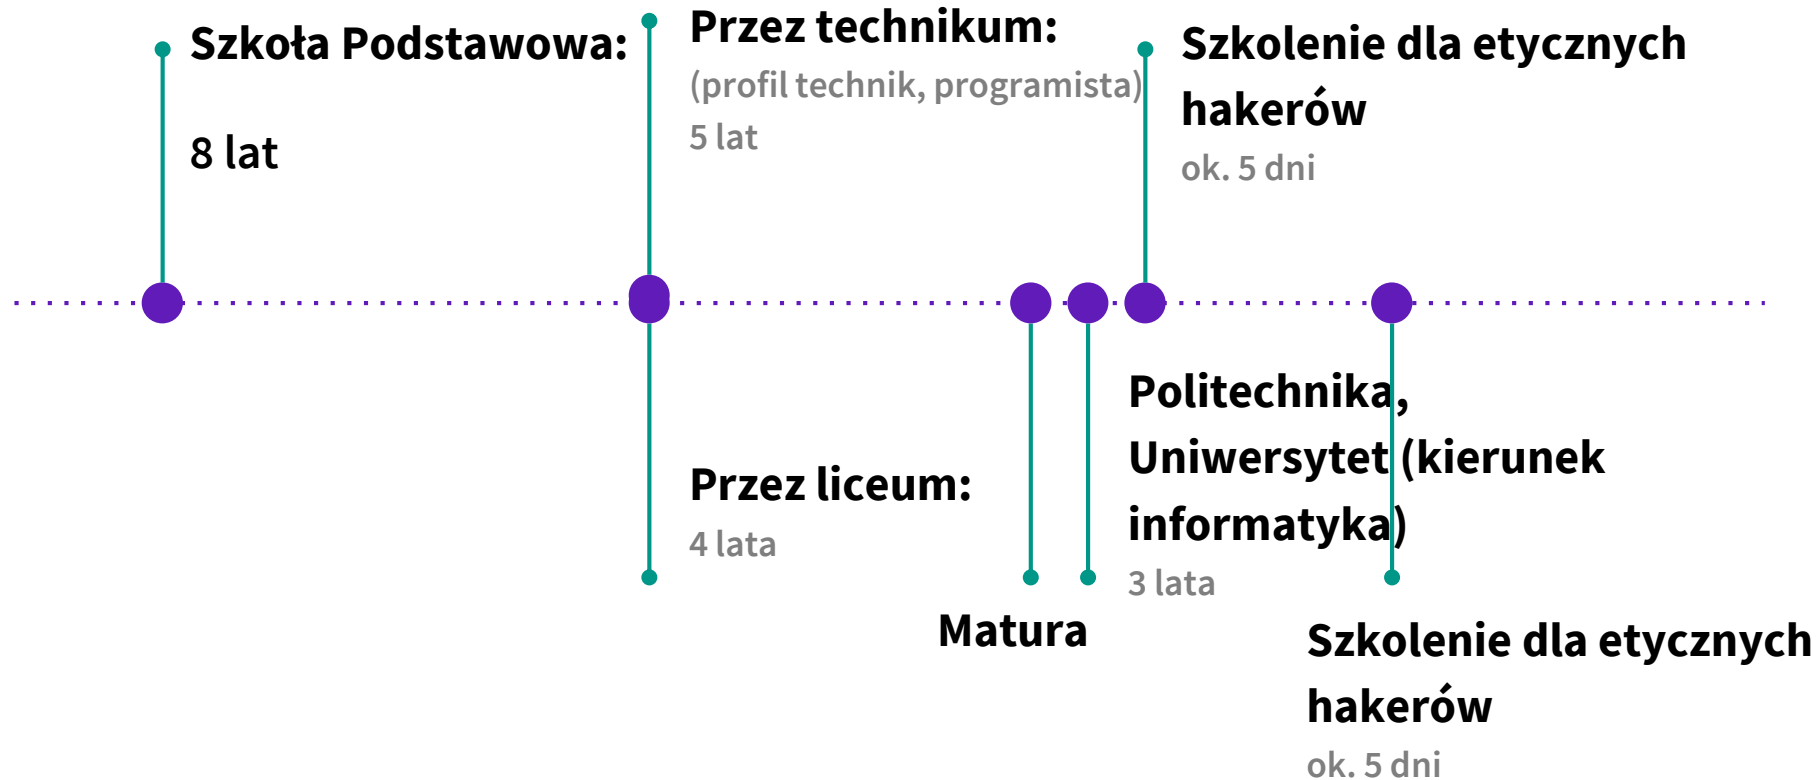 Szkoła Podstawowa:
8 lat
Przez technikum:
(profil technik, programista)
5 lat
Szkolenie dla etycznych
hakerów
ok. 5 dni
Przez liceum:
4 lata
Matura
Politechnika,
Uniwersytet (kierunek
informatyka)
3 lata
Szkolenie dla etycznych
hakerów
ok. 5 dni